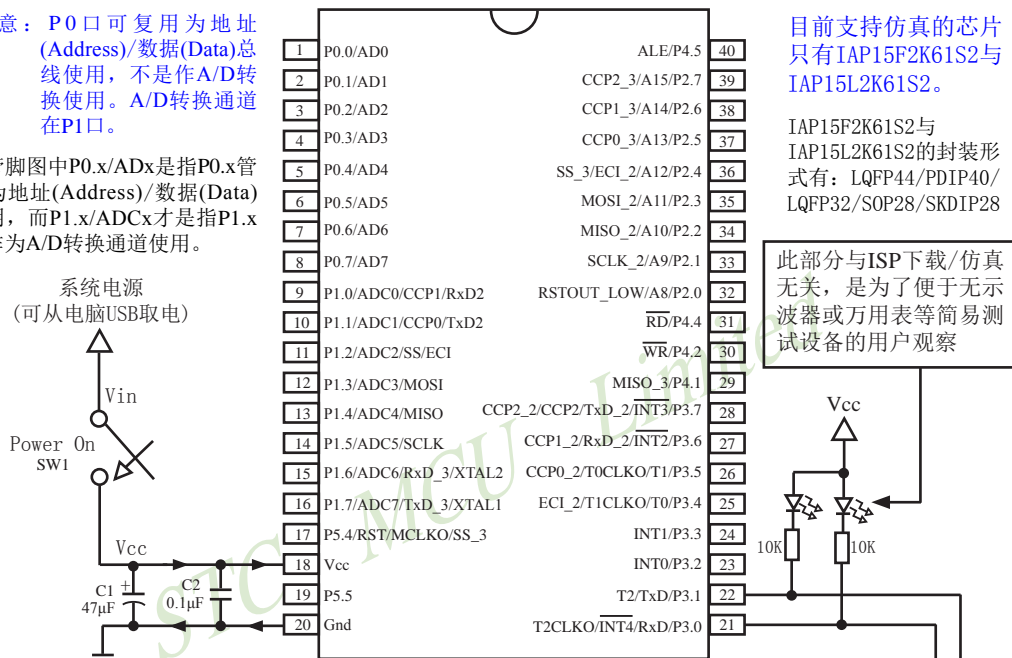 意：P0口可复用为地址
(Address)/数据(Data)总
线使用，不是作A/D转
换使用。A/D转换通道
在P1口。
脚图中P0.x/ADx是指P0.x管
地址(Address)/数据(Data)
，而P1.x/ADCx才是指P1.x
为A/D转换通道使用。
系统电源
(可从电脑USB取电)
Vin
Power On
SW1
Vcc
C1
+
47μF
C2
0.1μF
1 P0.0/AD0
2 P0.1/AD1
3 P0.2/AD2
4 P0.3/AD3
5 P0.4/AD4
6 P0.5/AD5
7 P0.6/AD6
8 P0.7/AD7
9 P1.0/ADC0/CCP1/RxD2
10 P1.1/ADC1/CCP0/TxD2
11 P1.2/ADC2/SS/ECI
12 P1.3/ADC3/MOSI
13 P1.4/ADC4/MISO
14 P1.5/ADC5/SCLK
15 P1.6/ADC6/RxD_3/XTAL2
16 P1.7/ADC7/TxD_3/XTAL1
17 P5.4/RST/MCLKO/SS_3
18 Vcc
19 P5.5
20 Gnd
ALE/P4.5 40
CCP2_3/A15/P2.7 39
CCP1_3/A14/P2.6 38
CCP0_3/A13/P2.5 37
SS_3/ECI_2/A12/P2.4 36
MOSI_2/A11/P2.3 35
MISO_2/A10/P2.2 34
SCLK_2/A9/P2.1 33
RSTOUT_LOW/A8/P2.0 32
RD/P4.4 31
WR/P4.2 30
MISO_3/P4.1 29
CCP2_2/CCP2/TxD_2/INT3/P3.7 28
CCP1_2/RxD_2/INT2/P3.6 27
CCP0_2/T0CLKO/T1/P3.5 26
ECI_2/T1CLKO/T0/P3.4 25
INT1/P3.3 24
INT0/P3.2 23
T2/TxD/P3.1 22
T2CLKO/INT4/RxD/P3.0 21
STC MCU Limited
目前支持仿真的芯片
只有IAP15F2K61S2与
IAP15L2K61S2。
IAP15F2K61S2与
IAP15L2K61S2的封装形
式有：LQFP44/PDIP40/
LQFP32/SOP28/SKDIP28
此部分与ISP下载/仿真
无关，是为了便于无示
波器或万用表等简易测
试设备的用户观察
Vcc
10K
10K